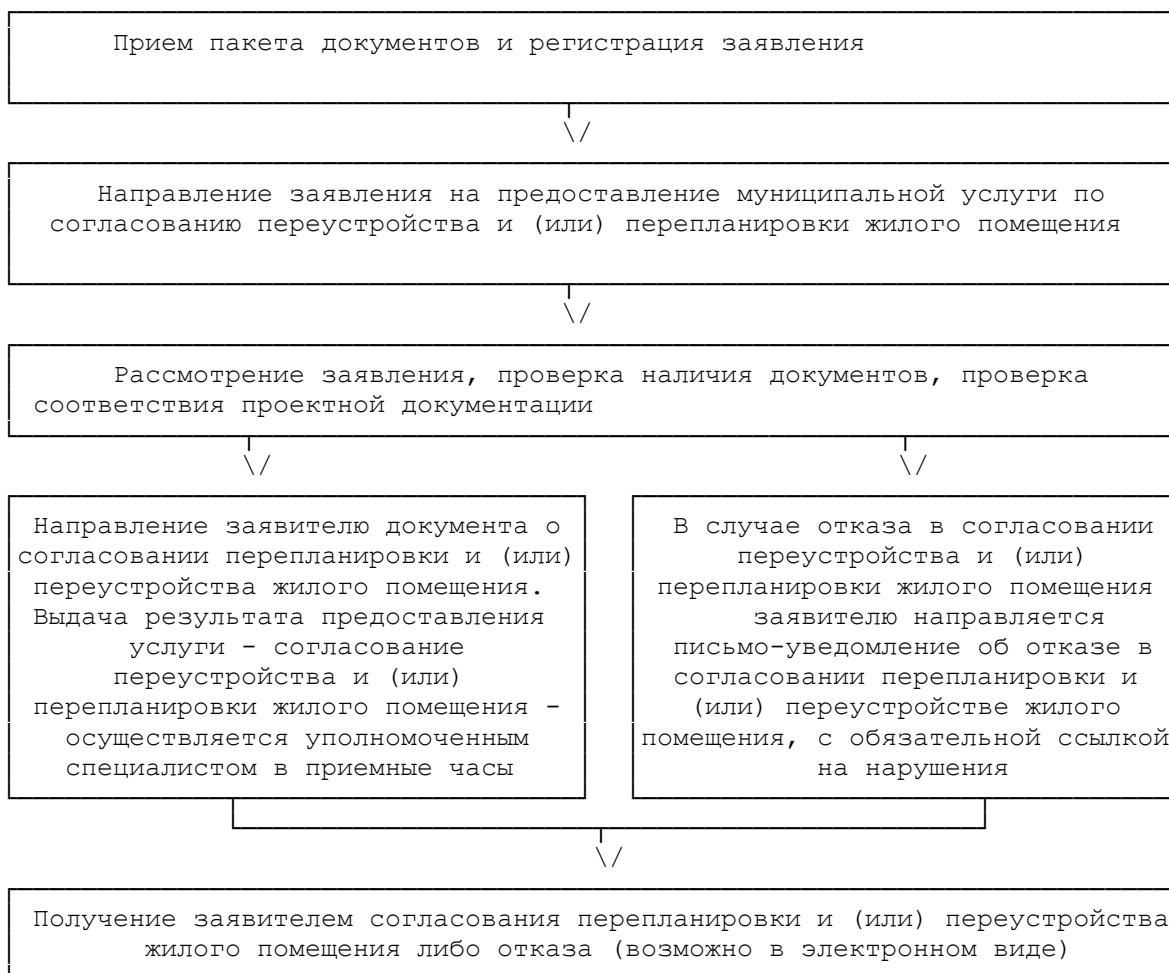 Прием пакета документов и регистрация заявления
Направление заявления на предоставление муниципальной услуги по
согласованию переустройства и (или) перепланировки жилого помещения
Рассмотрение заявления, проверка наличия документов, проверка
соответствия проектной документации
Направление заявителю документа о
согласовании перепланировки и (или)
переустройства жилого помещения.
Выдача результата предоставления
услуги - согласование
переустройства и (или)
перепланировки жилого помещения -
осуществляется уполномоченным
специалистом в приемные часы
В случае отказа в согласовании
переустройства и (или)
перепланировки жилого помещения
заявителю направляется
письмо-уведомление об отказе в
согласовании перепланировки и
(или) переустройстве жилого
помещения, с обязательной ссылкой
на нарушения
Получение заявителем согласования перепланировки и (или) переустройства
жилого помещения либо отказа (возможно в электронном виде)